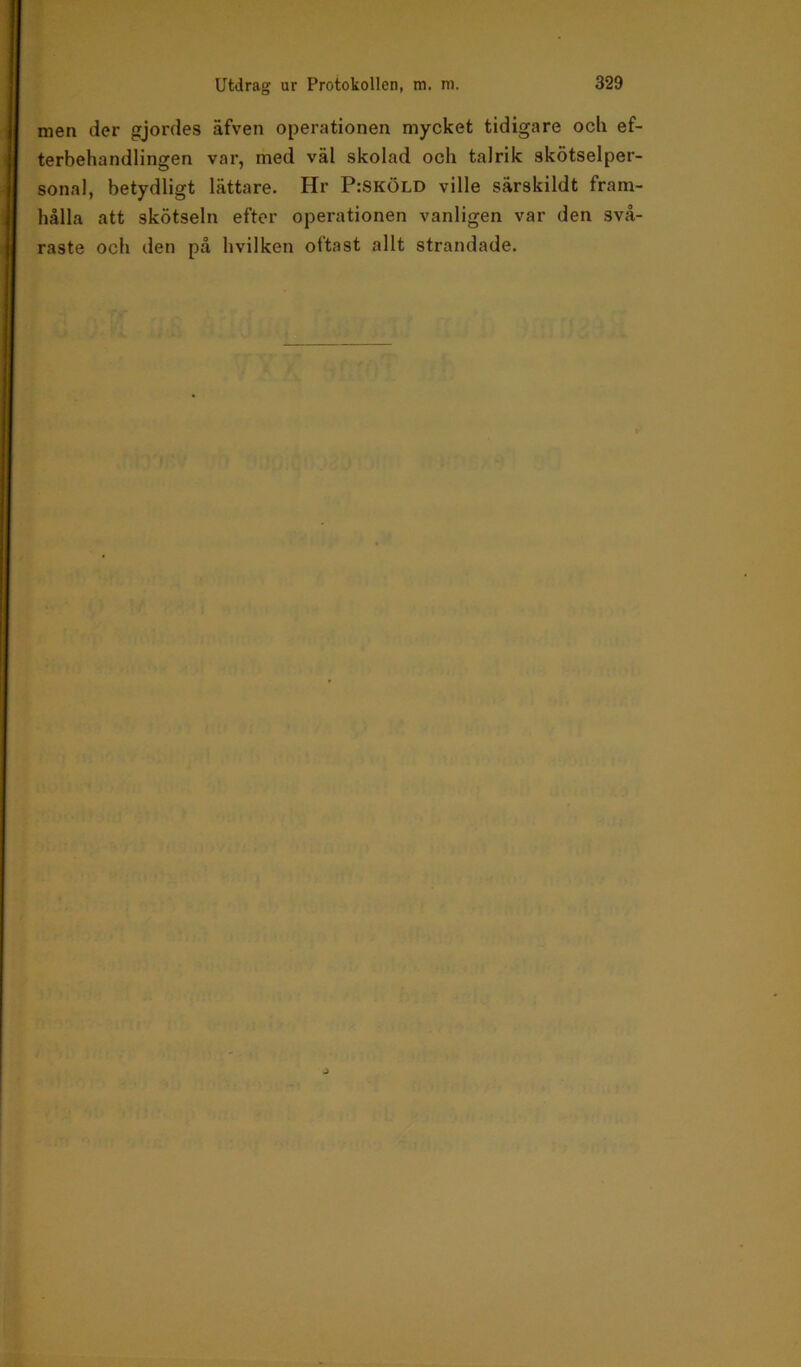 Utdrag ur Protokollen, m. m. 329
men der gjordes äfven operationen mycket tidigare och ef-
terbehandlingen var, med väl skolad och talrik skötselper-
sonal, betydligt lättare. Hr P:SKÖLD ville särskildt fram-
hålla att skötseln efter operationen vanligen var den svå-
raste och den på hvilken oftast allt strandade.